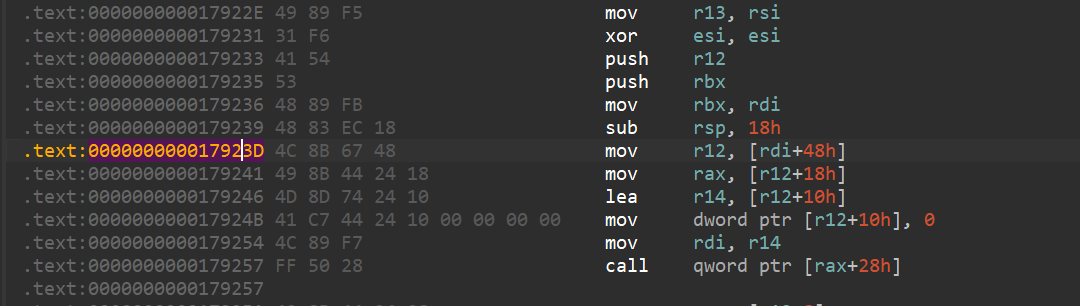 .text:000000000017922E 49 89 F5 mov r13, rsi
.text:0000000000179231 31 F6 xor esi, esi
.text:0000000000179233 41 54 push r12
.text:0000000000179235 53 push rbx
.text:0000000000179236 48 89 FB mov rbx, rdi
.text:0000000000179239 48 83 EC 18 sub rsp, 18h
.text:000000000017923D 4C 8B 67 48 mov r12, [rdi+48h]
.text:0000000000179241 49 8B 44 24 18 mov rax, [r12+18h]
.text:0000000000179246 4D 8D 74 24 10 lea r14, [r12+10h]
.text:000000000017924B 41 C7 44 24 10 00 00 00 00 mov dword ptr [r12+10h], 0
.text:0000000000179254 4C 89 F7 mov rdi, r14
.text:0000000000179257 FF 50 28 call qword ptr [rax+28h]
.text:0000000000179257